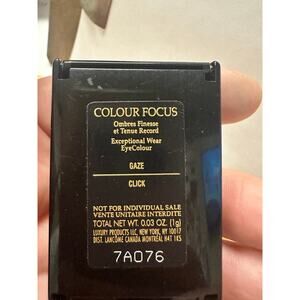 COLOUR FOCUS
Ombres Finesse
et Tenue Record
Exceptional Wear
EyeColour
GAZE
CLICK
NOT FOR INDIVIDUAL SALE
VENTE UNITAIRE INTERDITE
TOTAL NET WT. 0.03 OZ. (1g)
LUXURY PRODUCTS LLC, NEW YORK, NY 10017
DIST. LANCÔME CANADA MONTRÉAL H4T 1K5
7A076